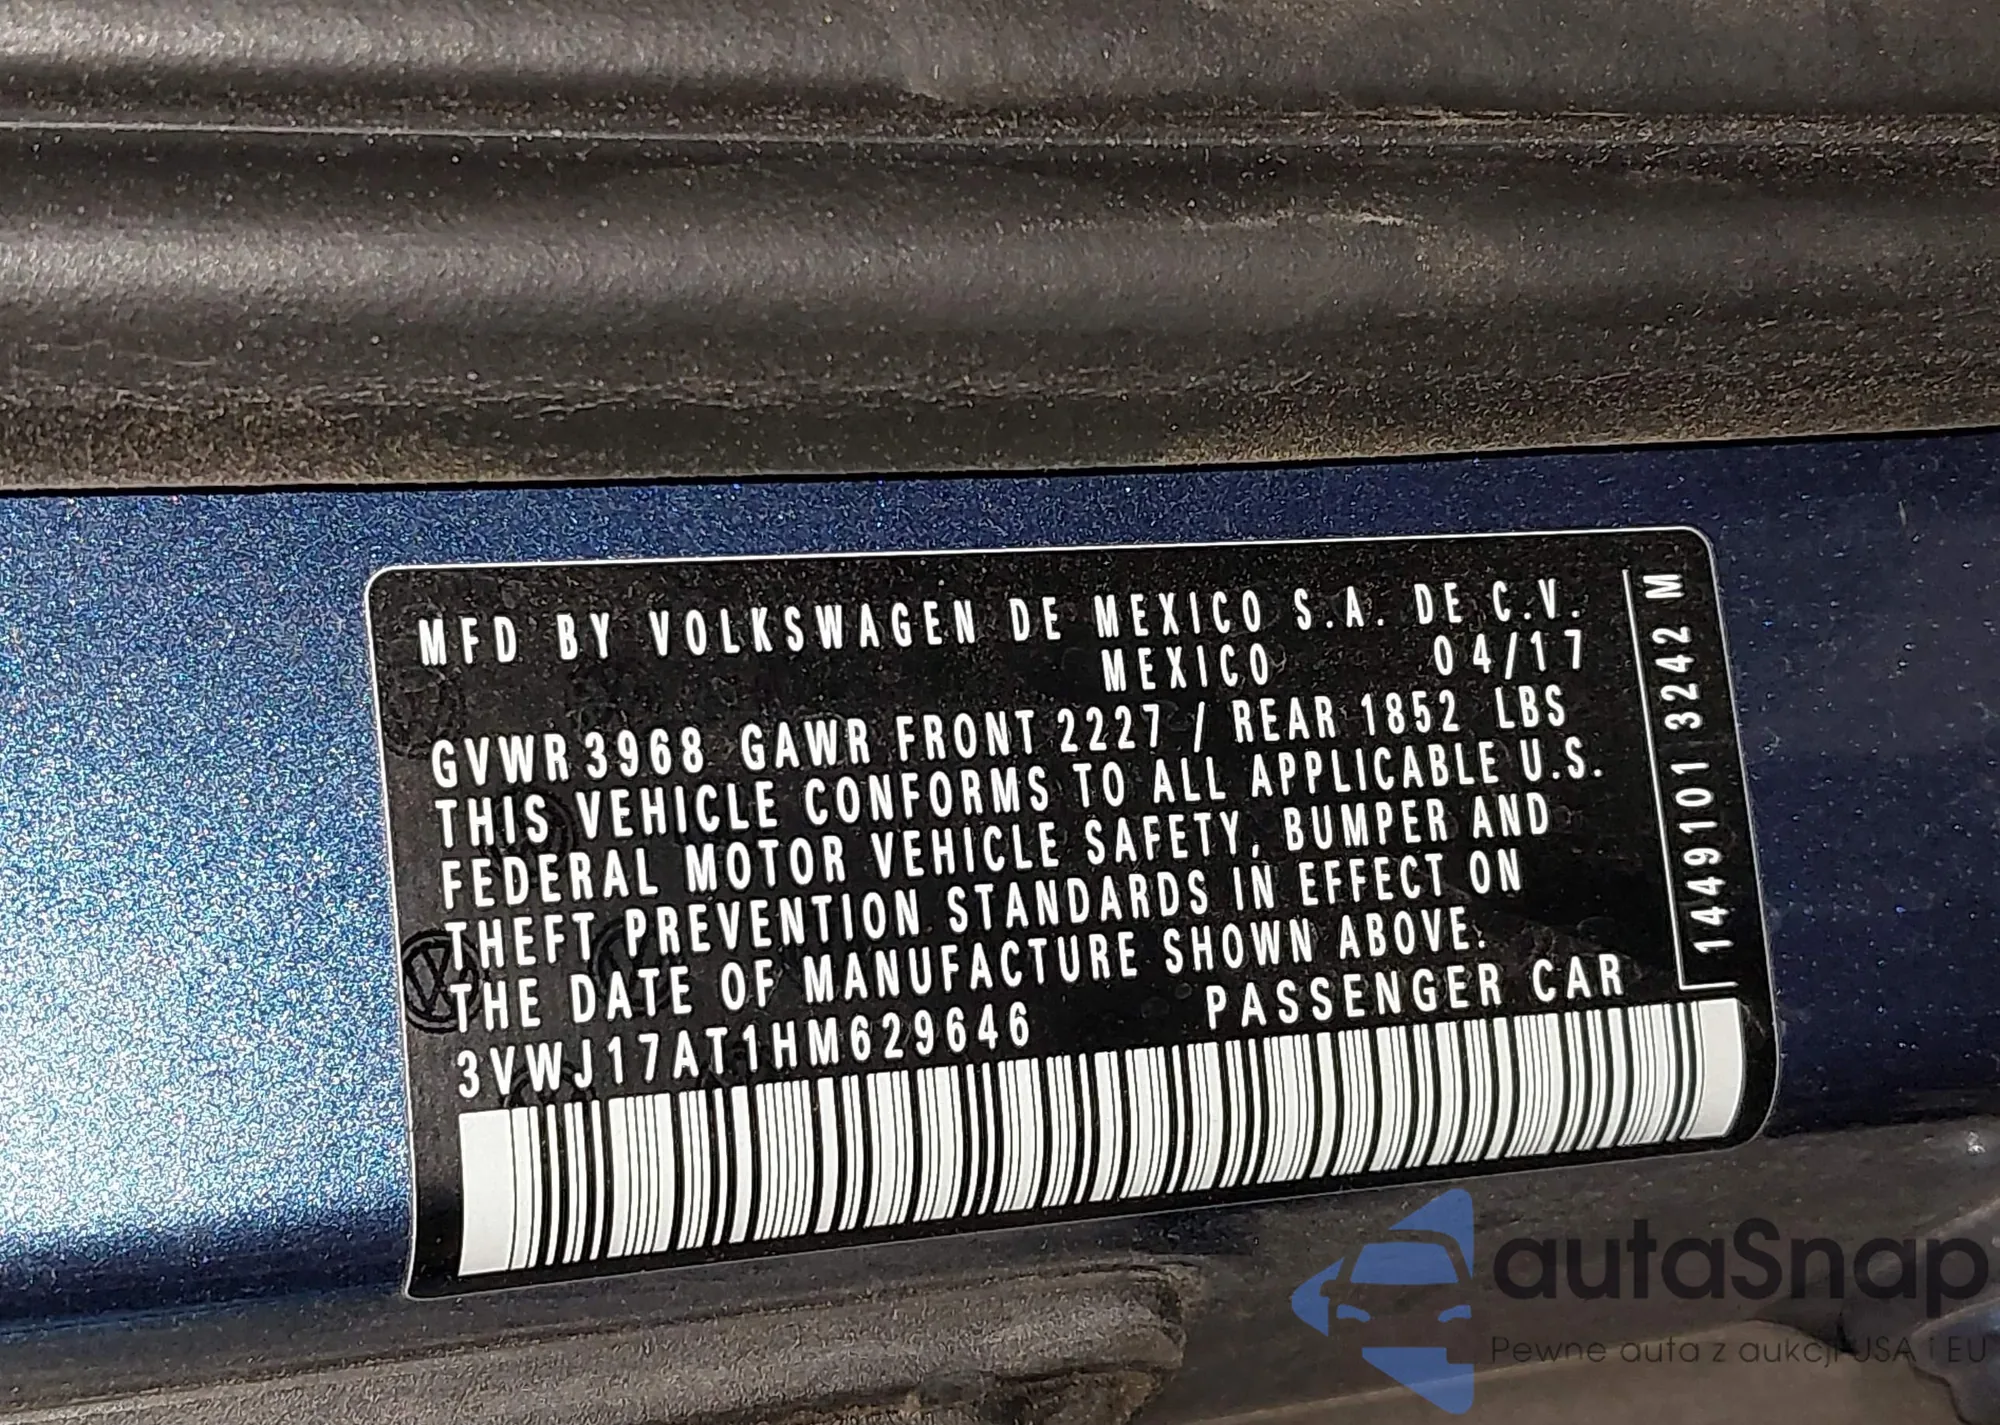 MFD BY VOLKSWAGEN DE MEXICO S.A. DE C.V.
MEXICO 04/17
GVWR 3968 GAWR FRONT 2227 / REAR 1852 LBS
THIS VEHICLE CONFORMS TO ALL APPLICABLE U.S.
FEDERAL MOTOR VEHICLE SAFETY, BUMPER AND
THEFT PREVENTION STANDARDS IN EFFECT ON
THE DATE OF MANUFACTURE SHOWN ABOVE.
3VWJ17AT1HM629646 PASSENGER CAR
1449101 3242 M
autaSnap
Pewne auta z aukcji USA i EU